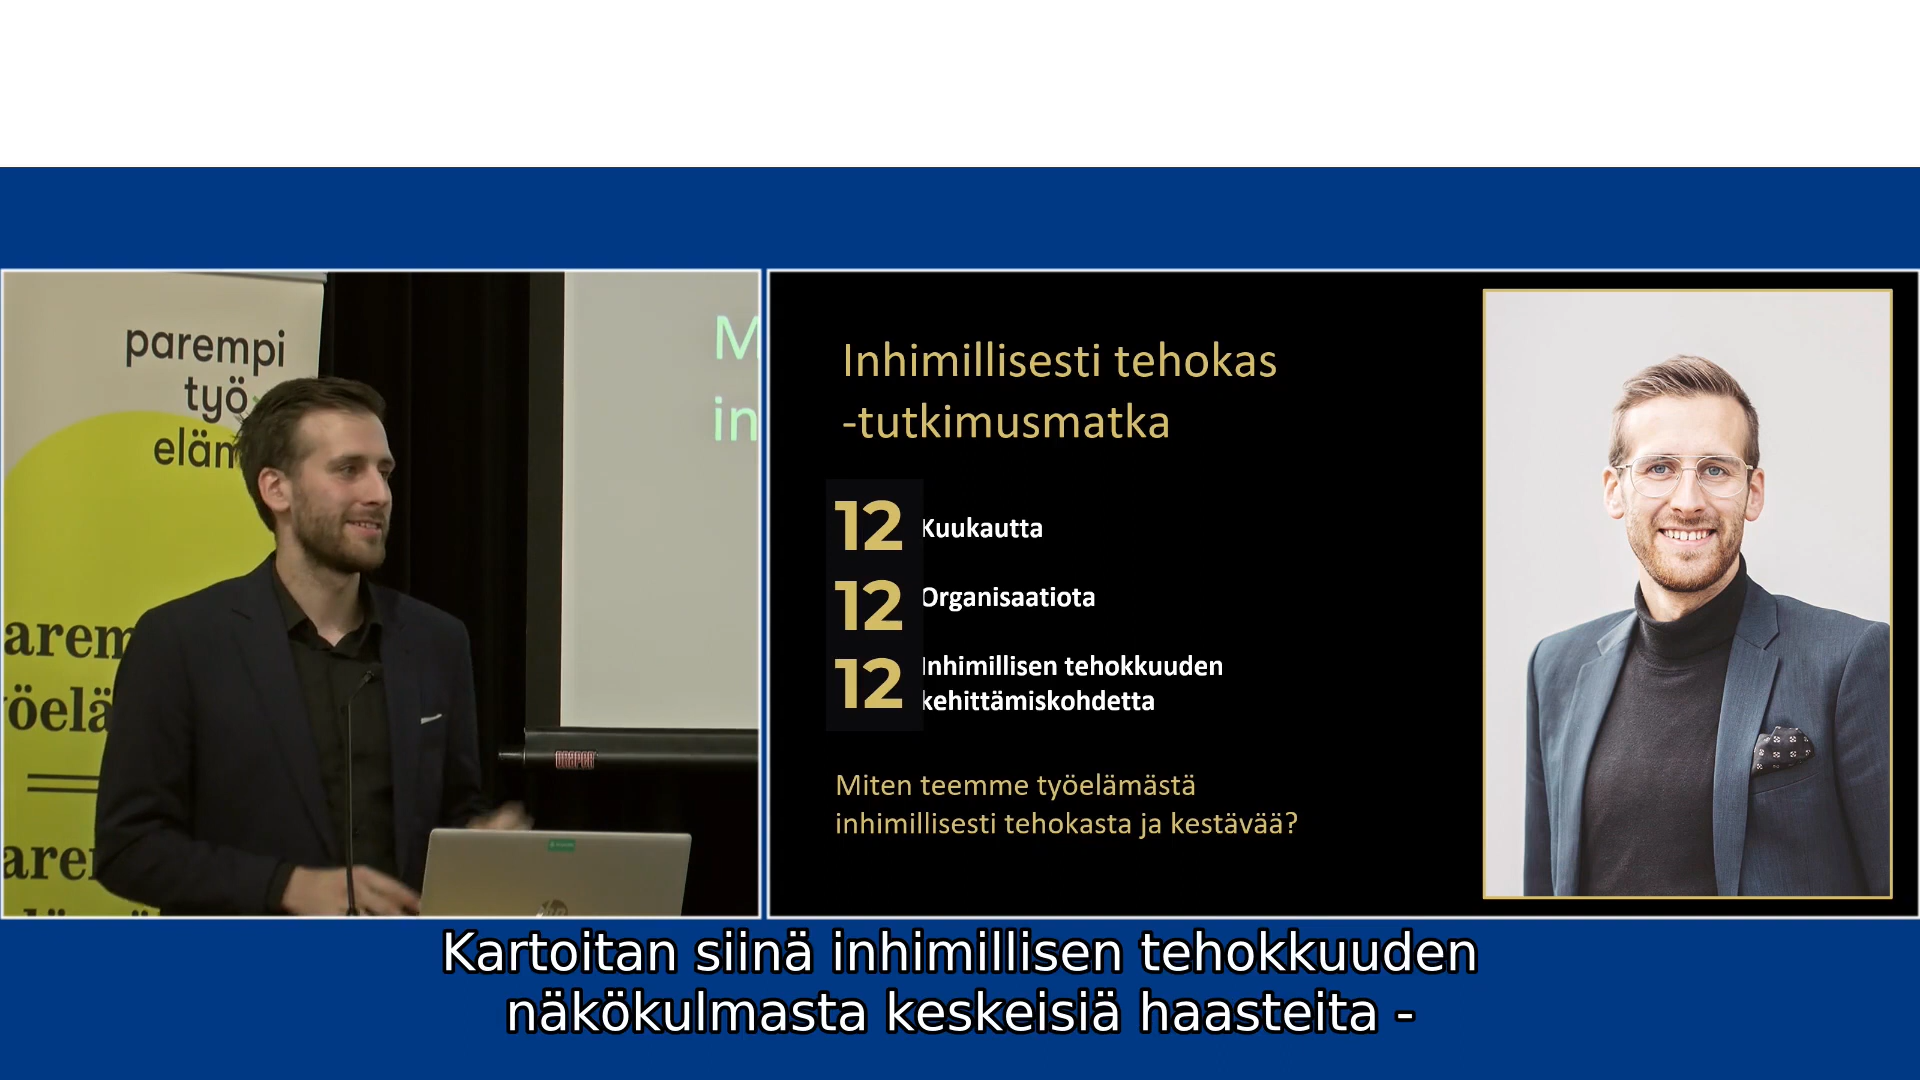 parempi
työ
eläm
arem
öelä
M
in
Inhimillisesti tehokas
-tutkimusmatka
12 Kuukautta
12 Organisaatiota
12 Inhimillisen tehokkuuden
kehittämiskohdetta
Miten teemme työelämästä
inhimillisesti tehokasta ja kestävää?
Kartoitan siinä inhimillisen tehokkuuden
näkökulmasta keskeisiä haasteita -